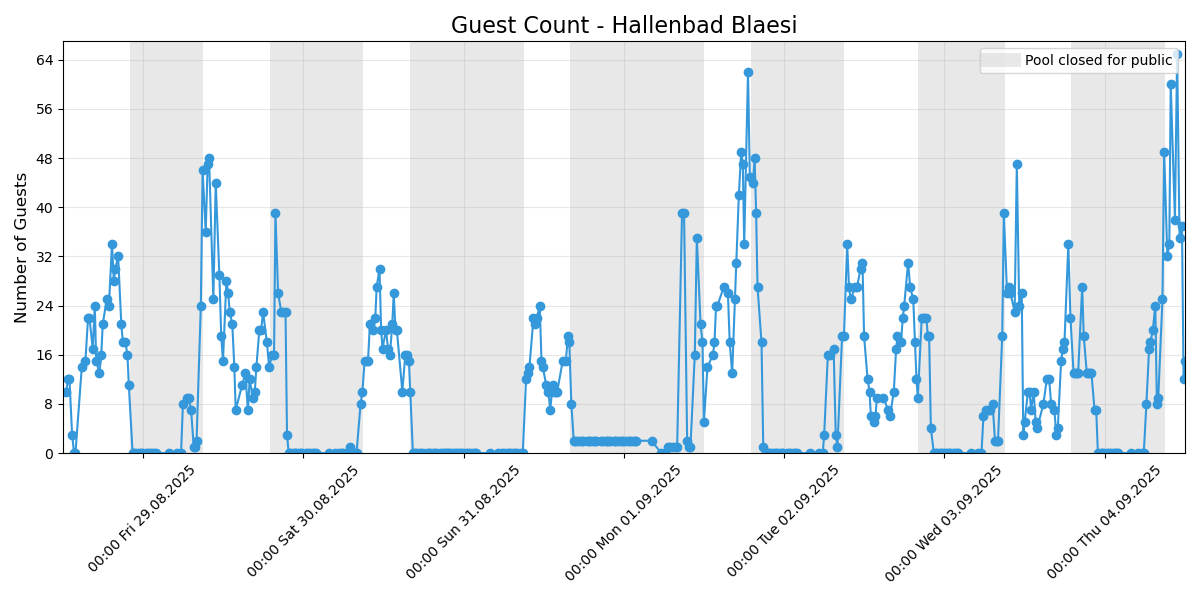 Guest Count - Hallenbad Blaesi
Pool closed for public
Number of Guests
64
56
48
40
32
24
16
8
0
00:00 Fri 29.08.2025
00:00 Sat 30.08.2025
00:00 Sun 31.08.2025
00:00 Mon 01.09.2025
00:00 Tue 02.09.2025
00:00 Wed 03.09.2025
00:00 Thu 04.09.2025